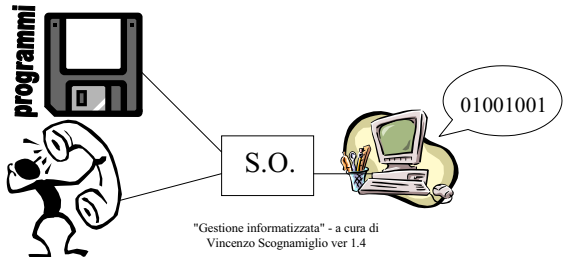 programmi
01001001
S.O.
"Gestione informatizzata" - a cura di
Vincenzo Scognamiglio ver 1.4